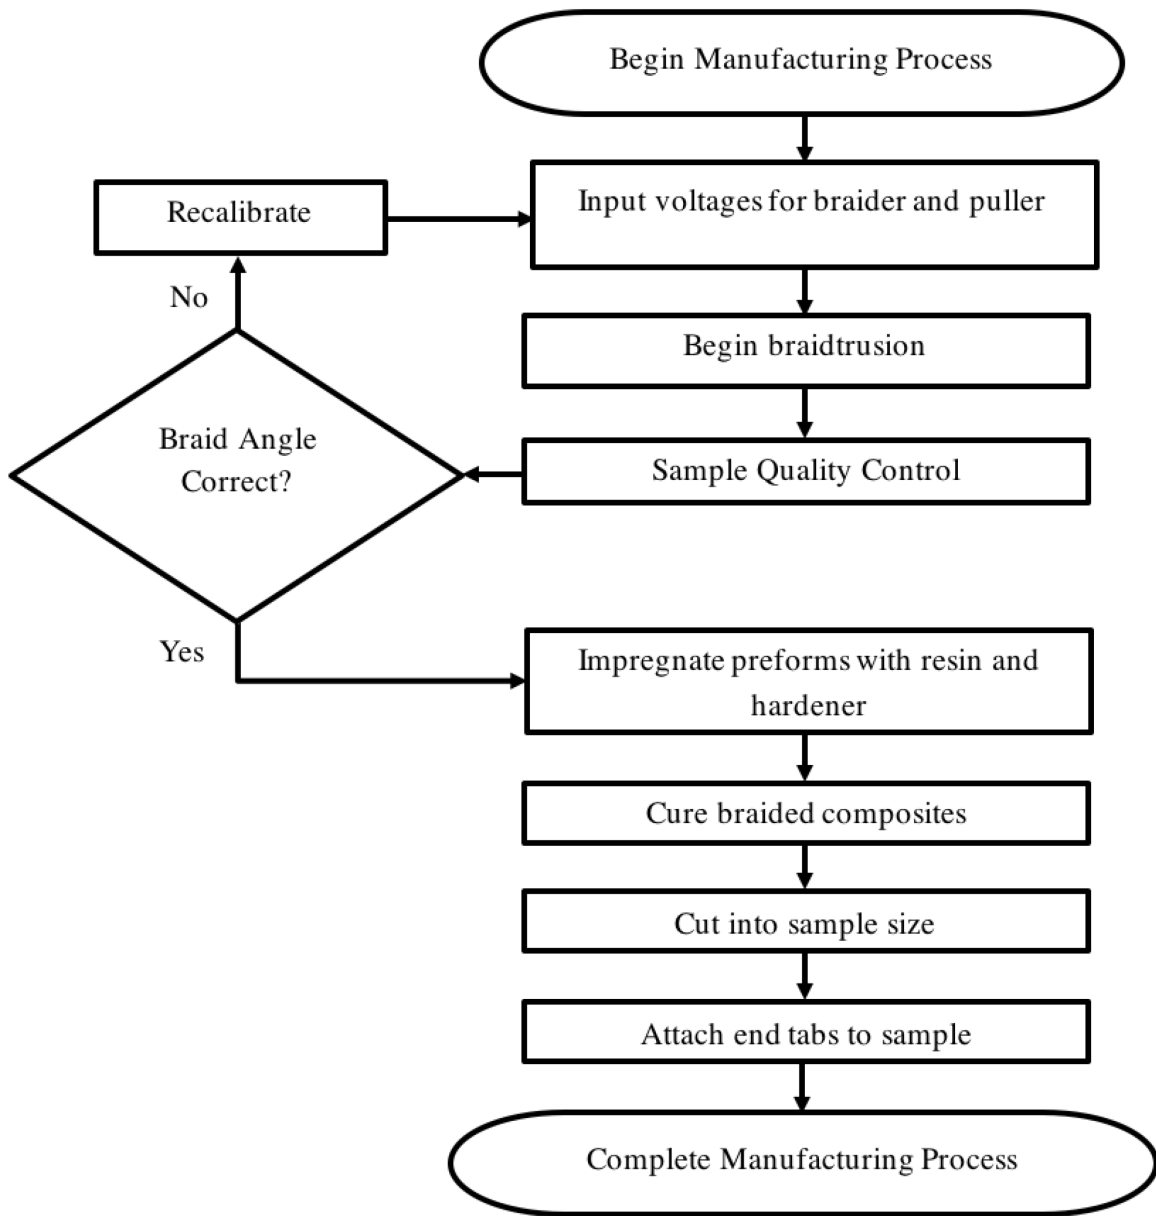 Begin Manufacturing Process
Recalibrate
Input voltages for braider and puller
No
Begin braidtrusion
Braid Angle
Correct?
Sample Quality Control
Yes
Impregnate preforms with resin and
hardener
Cure braided composites
Cut into sample size
Attach end tabs to sample
Complete Manufacturing Process